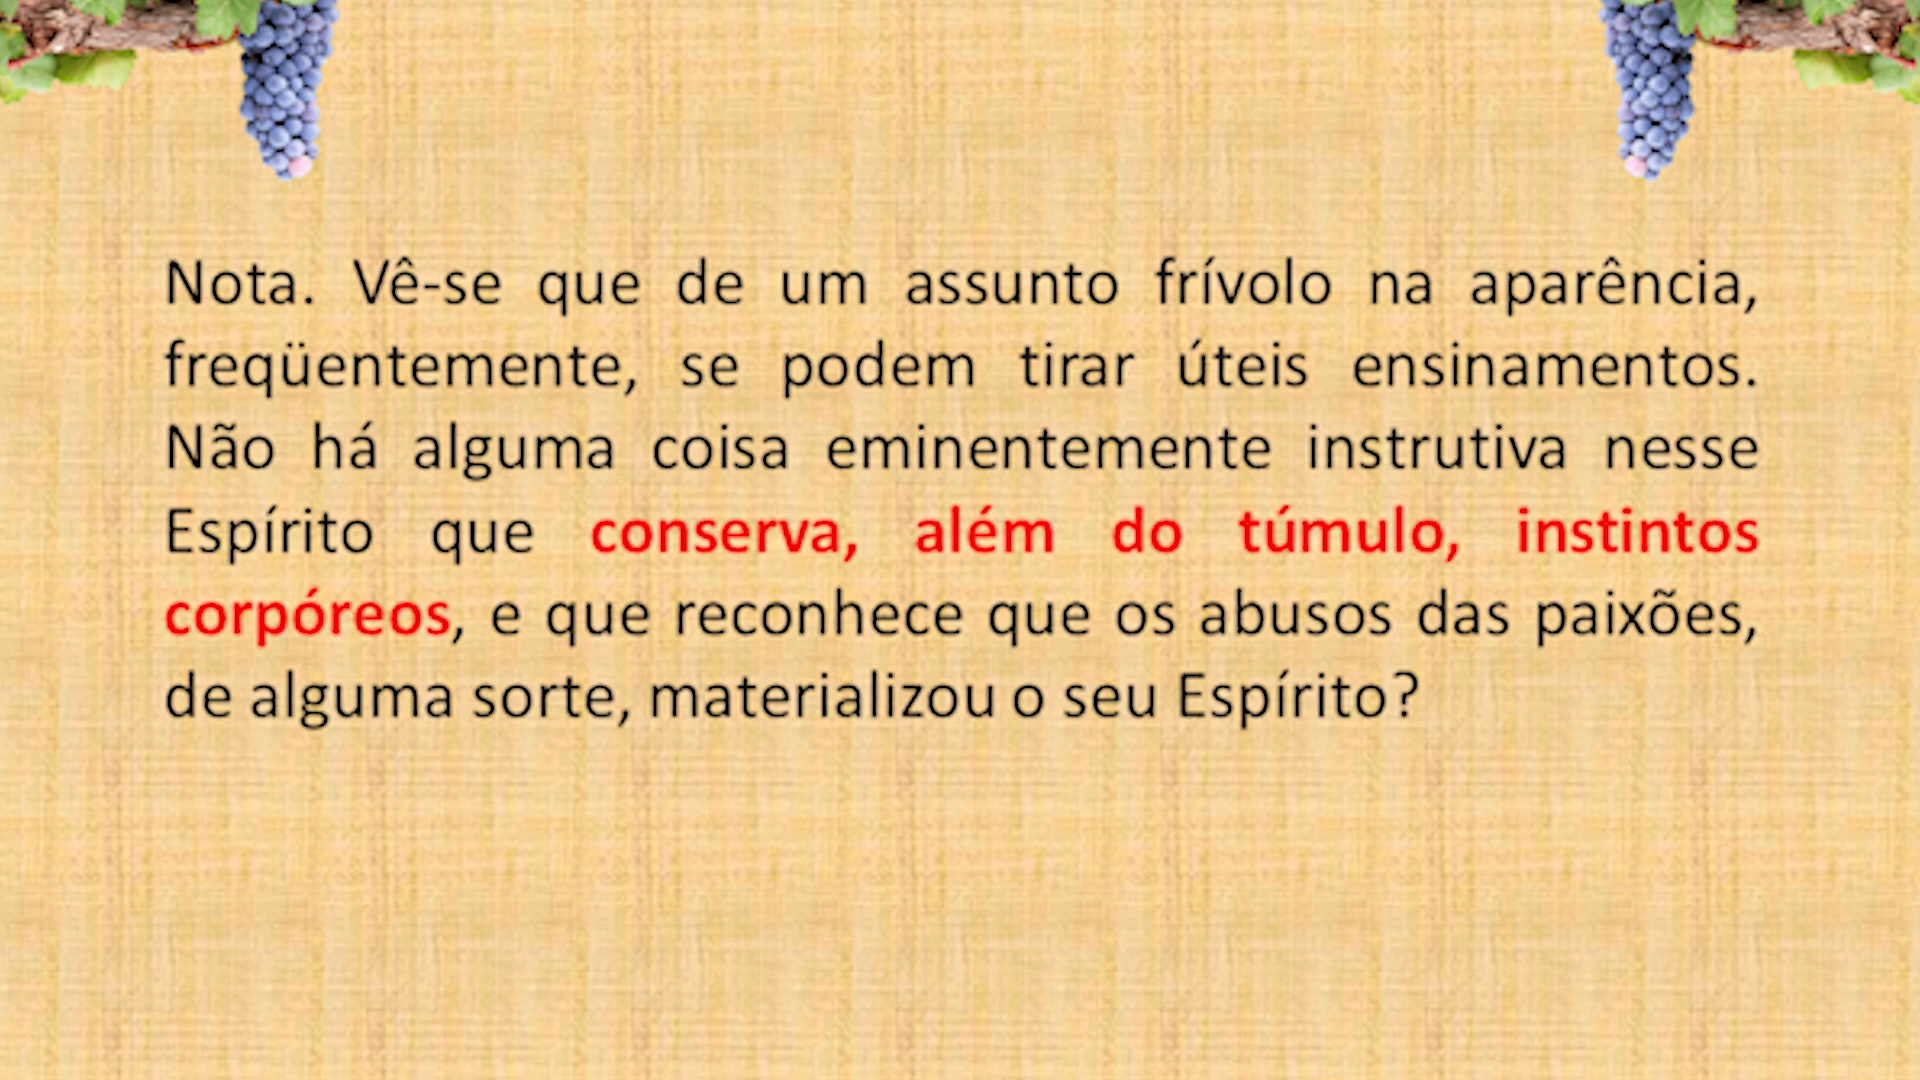 Nota. Vê-se que de um assunto frívolo na aparência,
freqüentemente, se podem tirar úteis ensinamentos.
Não há alguma coisa eminentemente instrutiva nesse
Espírito que conserva, além do túmulo, instintos
corpóreos, e que reconhece que os abusos das paixões,
de alguma sorte, materializou o seu Espírito?